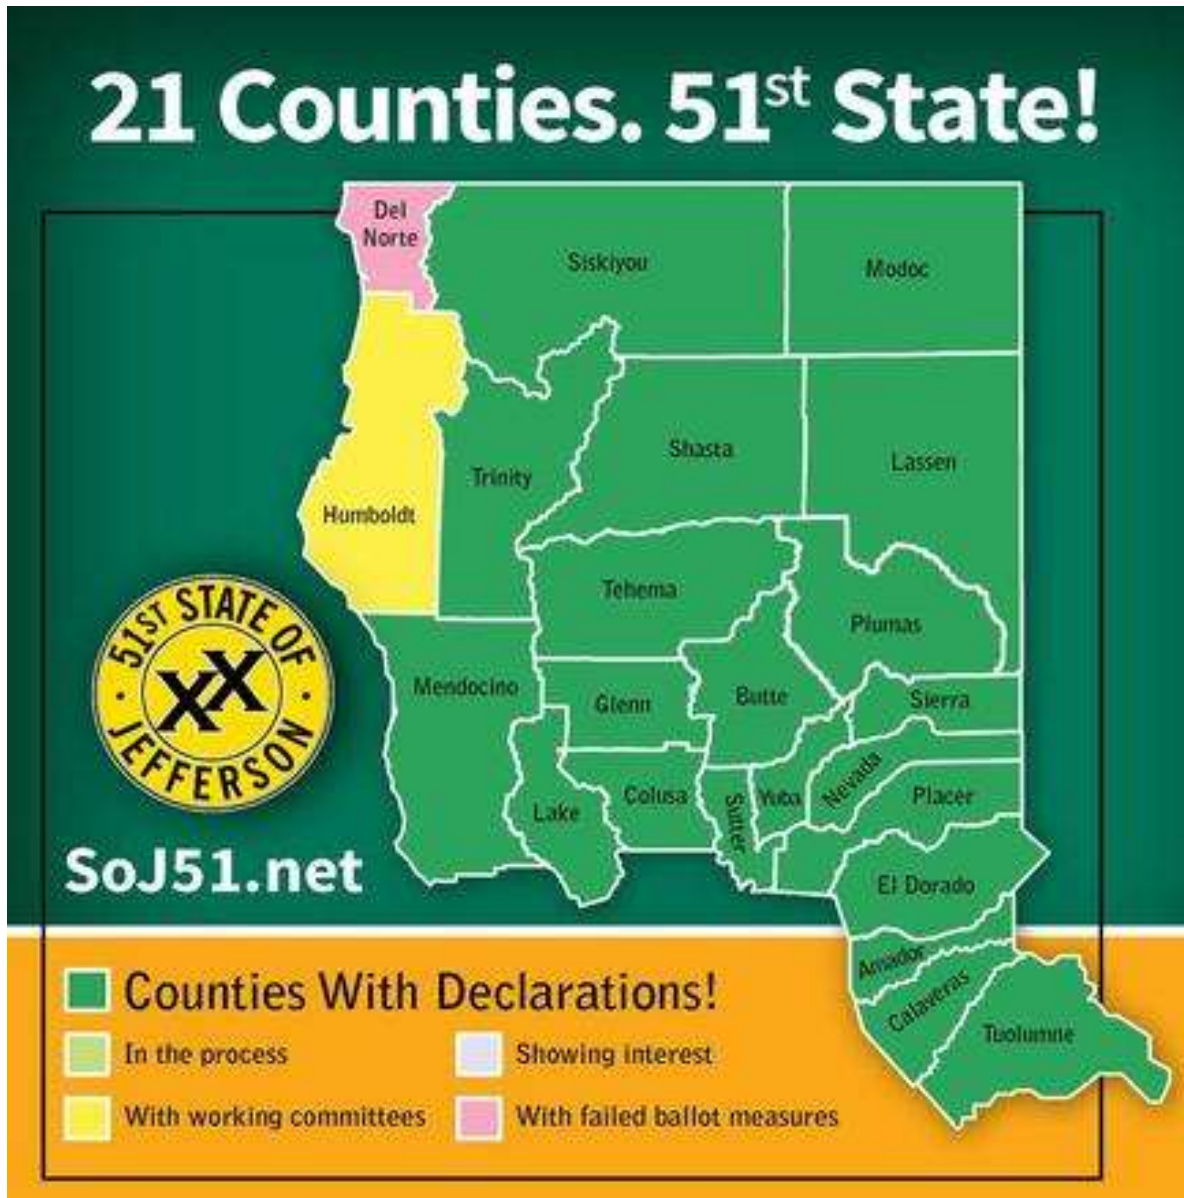 21 Counties. 51st State!
Del
Norte
Siskiyou
Modoc
Shasta
Lassen
Trinity
Humboldt
Tehema
Plumas
Mendocino
Glenn
Butte
Sierra
Lake
Colusa
Sutter
Yuba
Nevada
Placer
El Dorado
Amador
Calaveras
Tuolumne
51ST STATE OF
XX
JEFFERSON
SoJ51.net
Counties With Declarations!
In the process
Showing interest
With working committees
With failed ballot measures